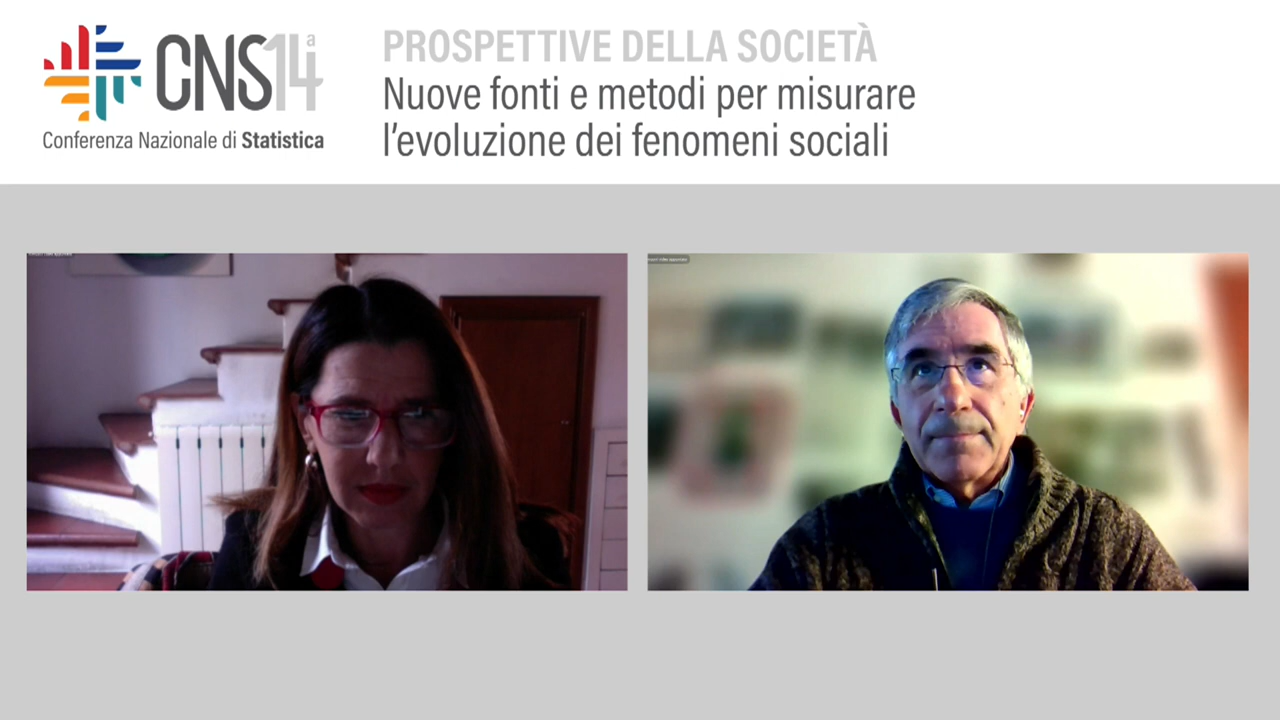 CNS14ª
Conferenza Nazionale di Statistica
PROSPETTIVE DELLA SOCIETÀ
Nuove fonti e metodi per misurare
l'evoluzione dei fenomeni sociali